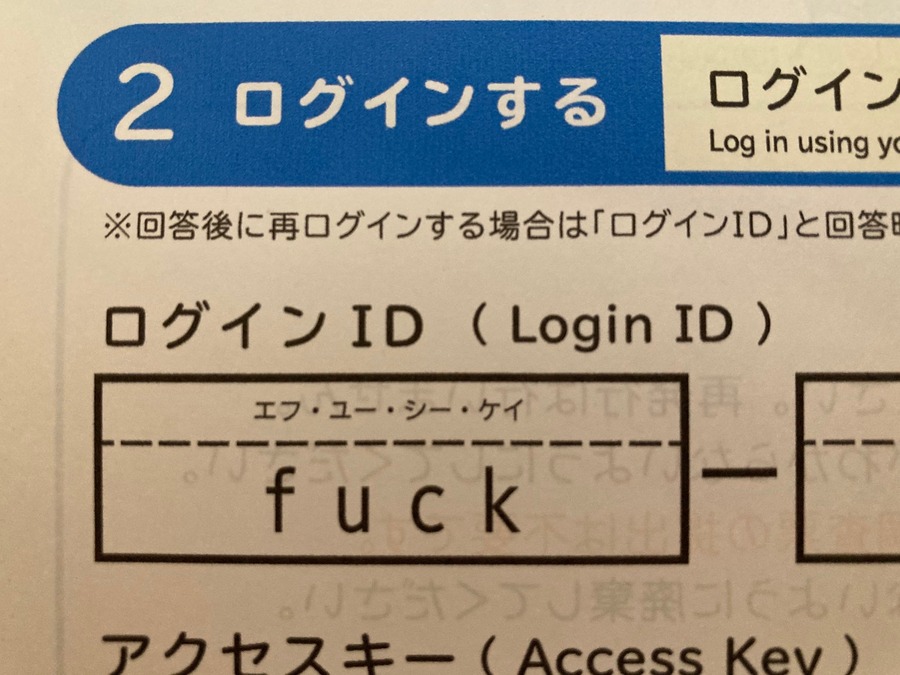 2 ログインする
ログイン
Log in using
※回答後に再ログインする場合は「ログインID」と回答
ログイン ID ( Login ID )
エフ・ユー・シー・ケイ
fuck —
アクセスキー ( Access Key )